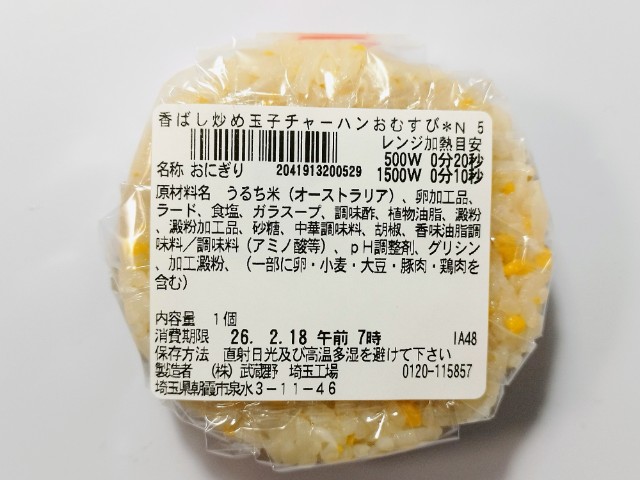 香ばし炒め玉子チャーハンおむすび*N 5
レンジ加熱目安
500W 0分20秒
名称 おにぎり 2041913200529 1500W 0分10秒
原材料名 うるち米(オーストラリア)、卵加工品、
ラード、食塩、ガラスープ、調味酢、植物油脂、澱粉
、澱粉加工品、砂糖、中華調味料、胡椒、香味油脂調
味料/調味料(アミノ酸等)、pH調整剤、グリシン
、加工澱粉、(一部に卵・小麦・大豆・豚肉・鶏肉を
含む)
内容量 1個
消費期限 26. 2.18 午前 7時 IA48
保存方法 直射日光及び高温多湿を避けて下さい
製造者 (株)武蔵野 埼玉工場 0120-115857
埼玉県朝霞市泉水3-11-46